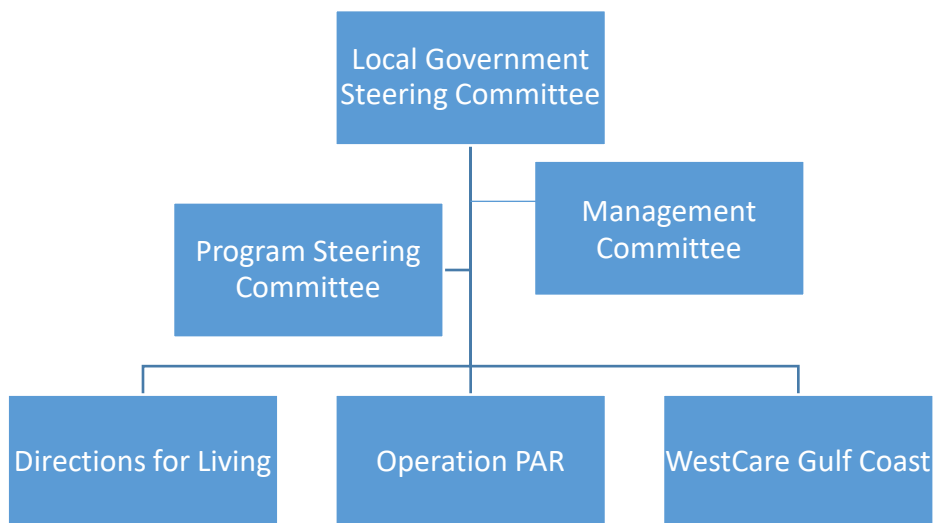 Local Government
Steering Committee
Management
Committee
Program Steering
Committee
Directions for Living
Operation PAR
WestCare Gulf Coast